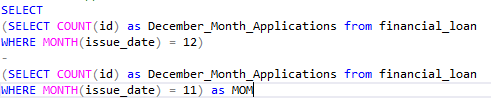 SELECT
(SELECT COUNT(id) as December_Month_Applications from financial_loan
WHERE MONTH(issue_date) = 12)
-
(SELECT COUNT(id) as December_Month_Applications from financial_loan
WHERE MONTH(issue_date) = 11) as MOM